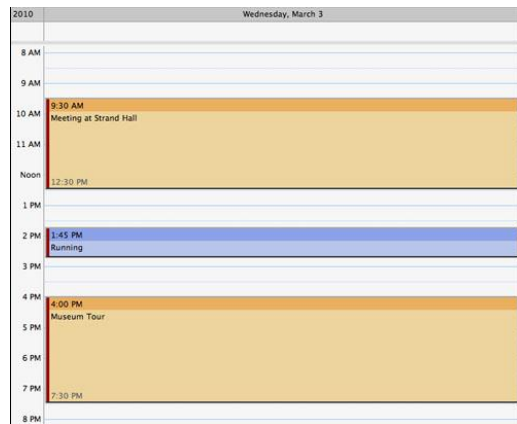 2010 Wednesday, March 3
8 AM
9 AM
9:30 AM
10 AM
Meeting at Strand Hall
11 AM
Noon
12:30 PM
1 PM
2 PM 1:45 PM
Running
3 PM
4 PM
4:00 PM
Museum Tour
5 PM
6 PM
7 PM
7:30 PM
8 PM